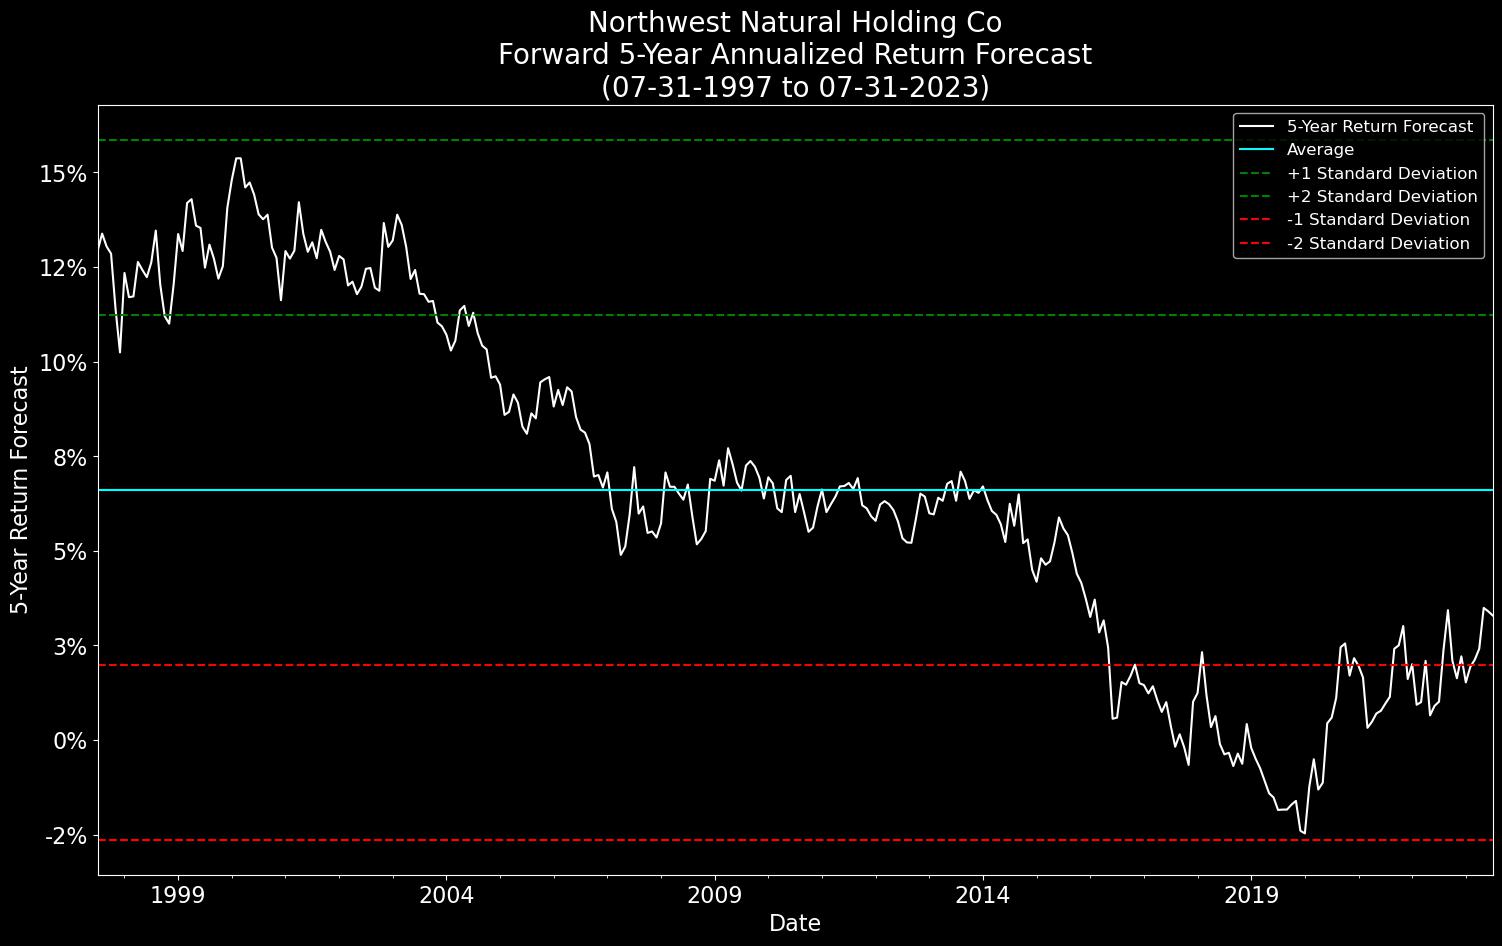 Northwest Natural Holding Co
Forward 5-Year Annualized Return Forecast
(07-31-1997 to 07-31-2023)
5-Year Return Forecast
Average
+1 Standard Deviation
+2 Standard Deviation
-1 Standard Deviation
-2 Standard Deviation
15%
12%
10%
8%
5%
3%
0%
-2%
5-Year Return Forecast
1999
2004
2009
2014
2019
Date